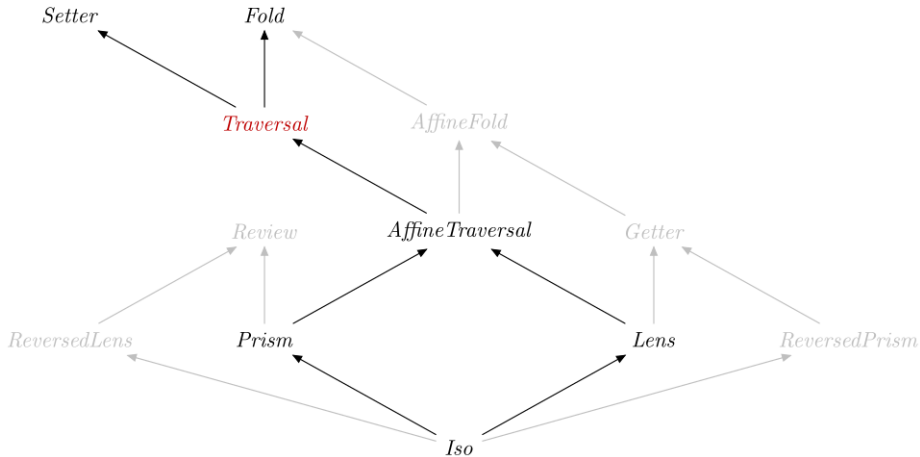 Setter Fold
Traversal AffineFold
Review AffineTraversal Getter
ReversedLens Prism Lens ReversedPrism
Iso